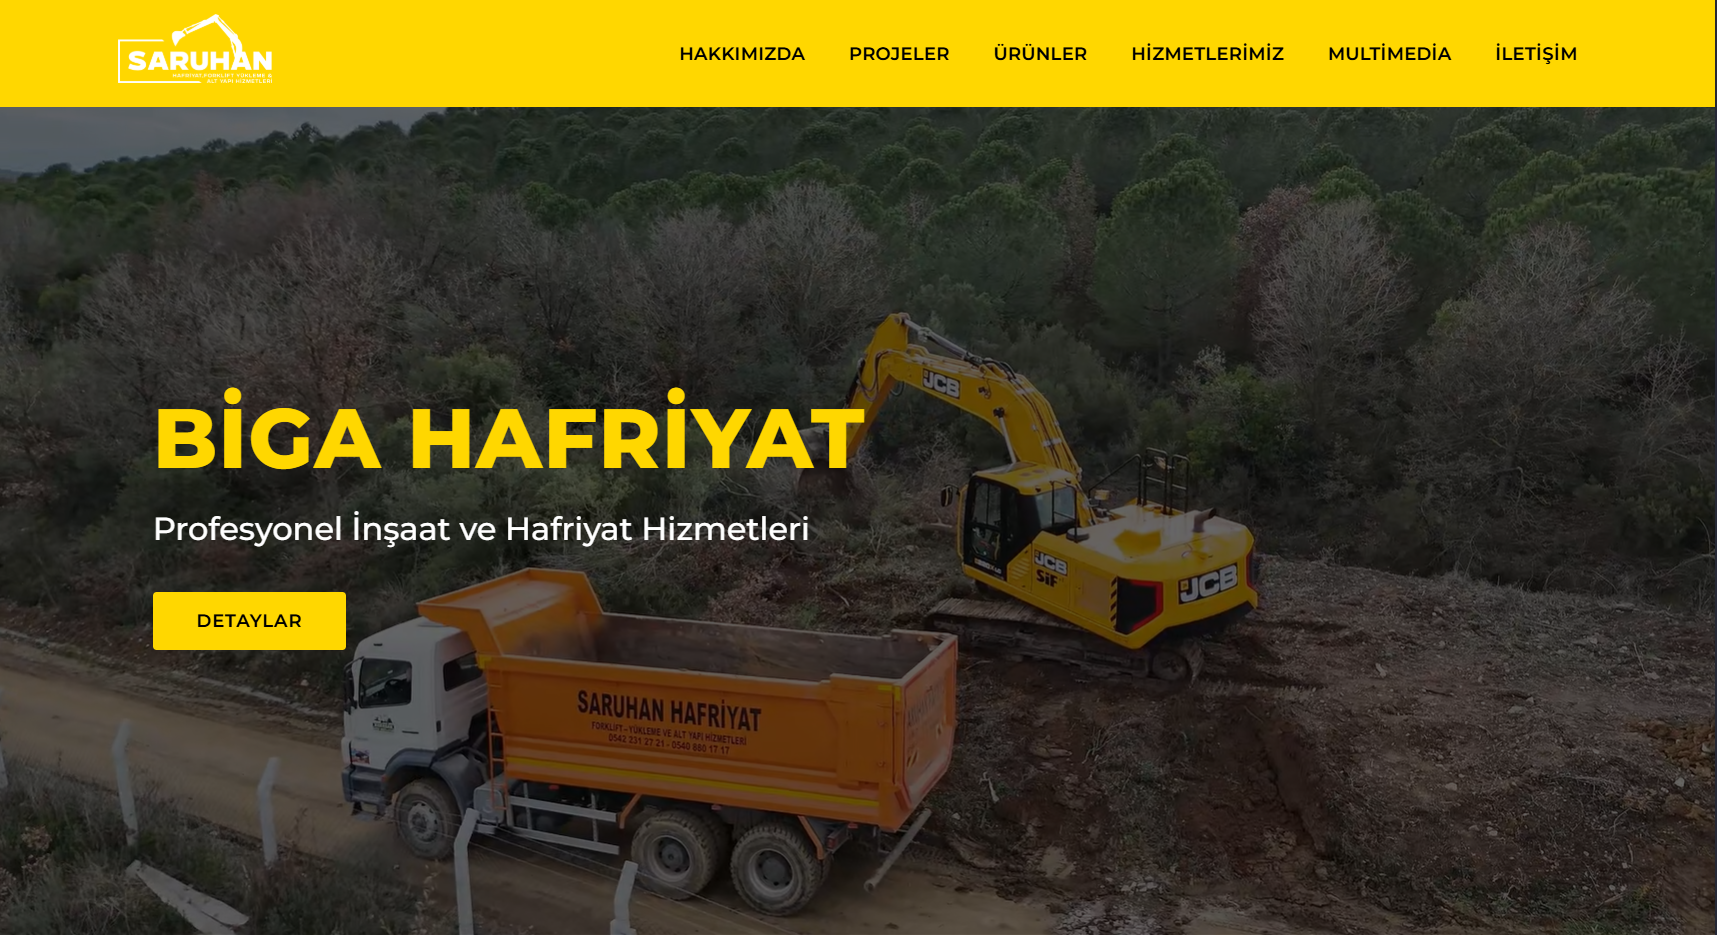 SARUHAN
HAFRİYAT, FORKLİFT YÜKLEME &
ALT YAPI HİZMETLERİ
HAKKIMIZDA PROJELER ÜRÜNLER HİZMETLERİMİZ MULTİMEDİA İLETİŞİM
JCB
BİGA HAFRİYAT
Profesyonel İnşaat ve Hafriyat Hizmetleri
JCB
SİF
JCB
DETAYLAR
SARUHAN HAFRİYAT
FORKLİFT-YÜKLEME VE ALT YAPI HİZMETLERİ
0542 231 27 21 - 0540 880 17 17